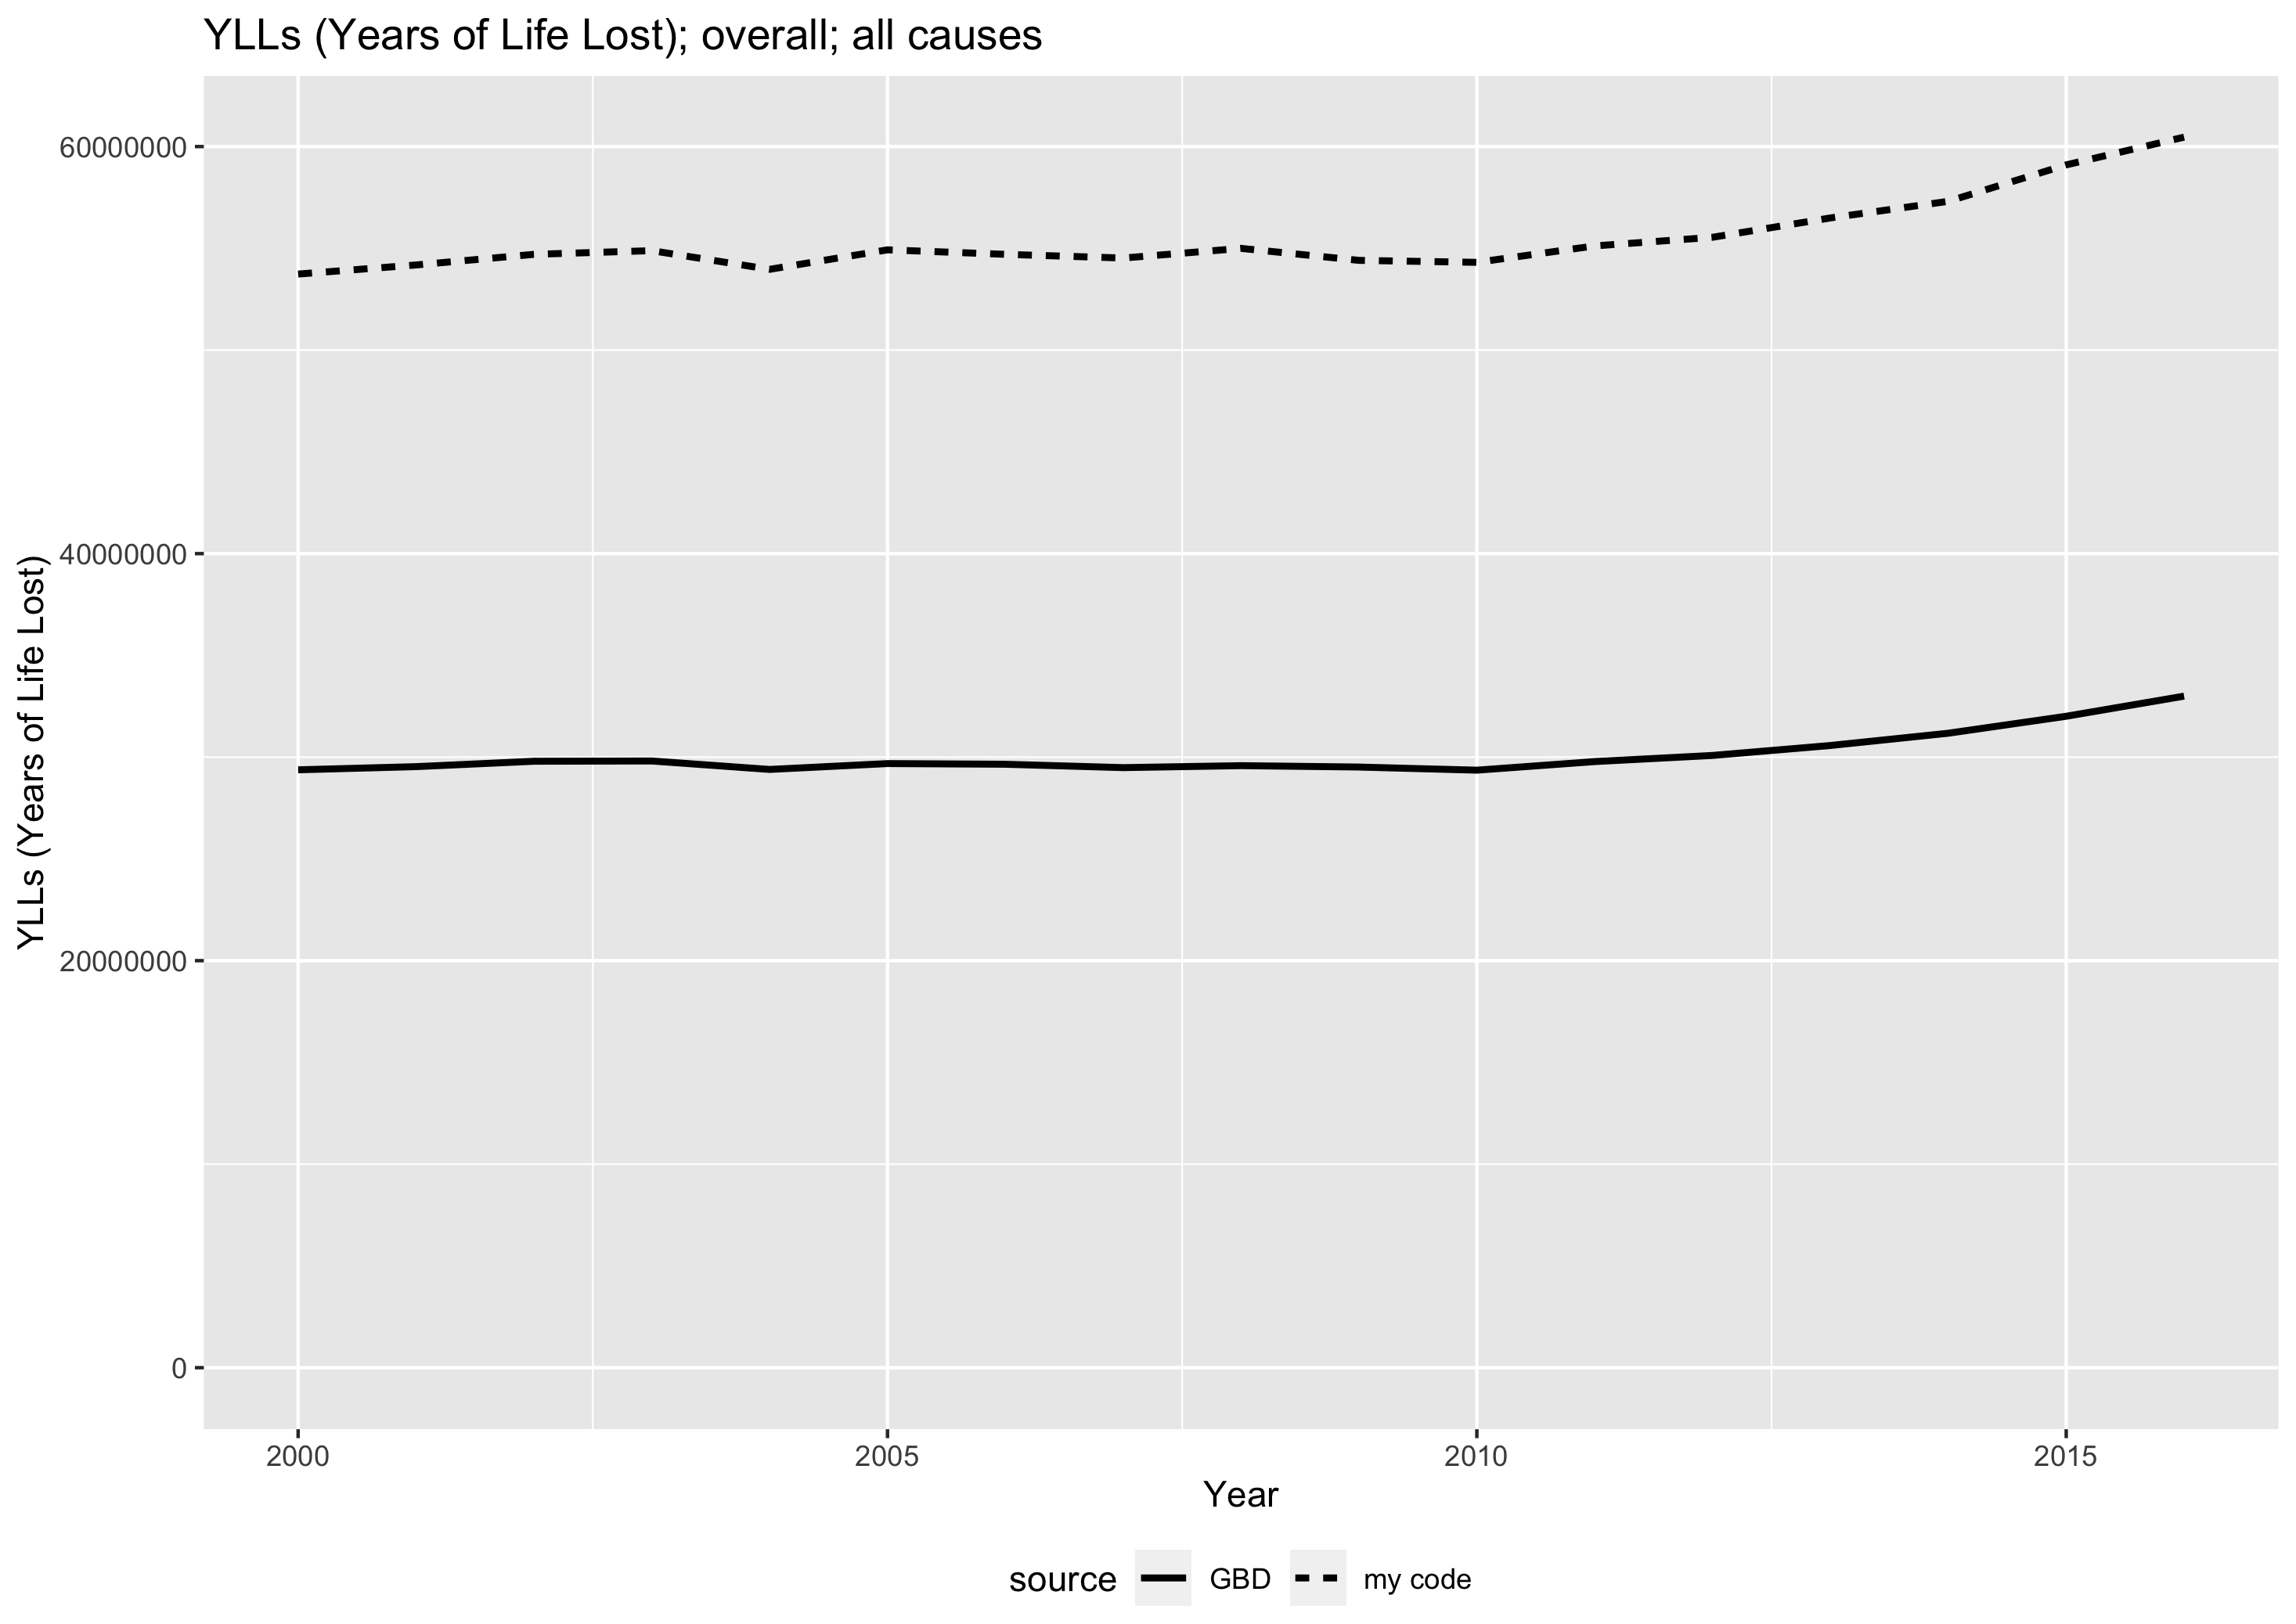 YLLs (Years of Life Lost); overall; all causes
YLLs (Years of Life Lost)
60000000
40000000
20000000
0
2000 2005 2010 2015
Year
source GBD my code